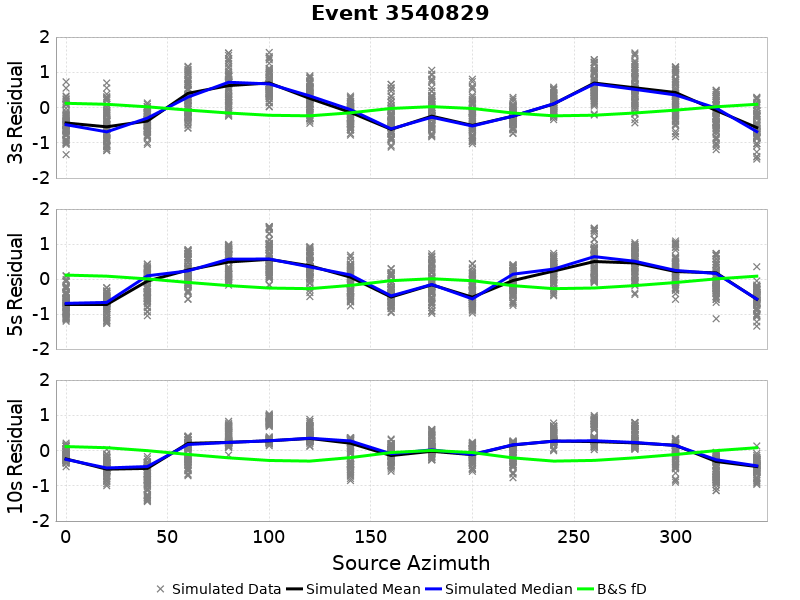 Event 3540829
3s Residual
2
1
0
-1
-2
5s Residual
2
1
0
-1
-2
10s Residual
2
1
0
-1
-2
0 50 100 150 200 250 300
Source Azimuth
Simulated Data Simulated Mean Simulated Median B&S fD